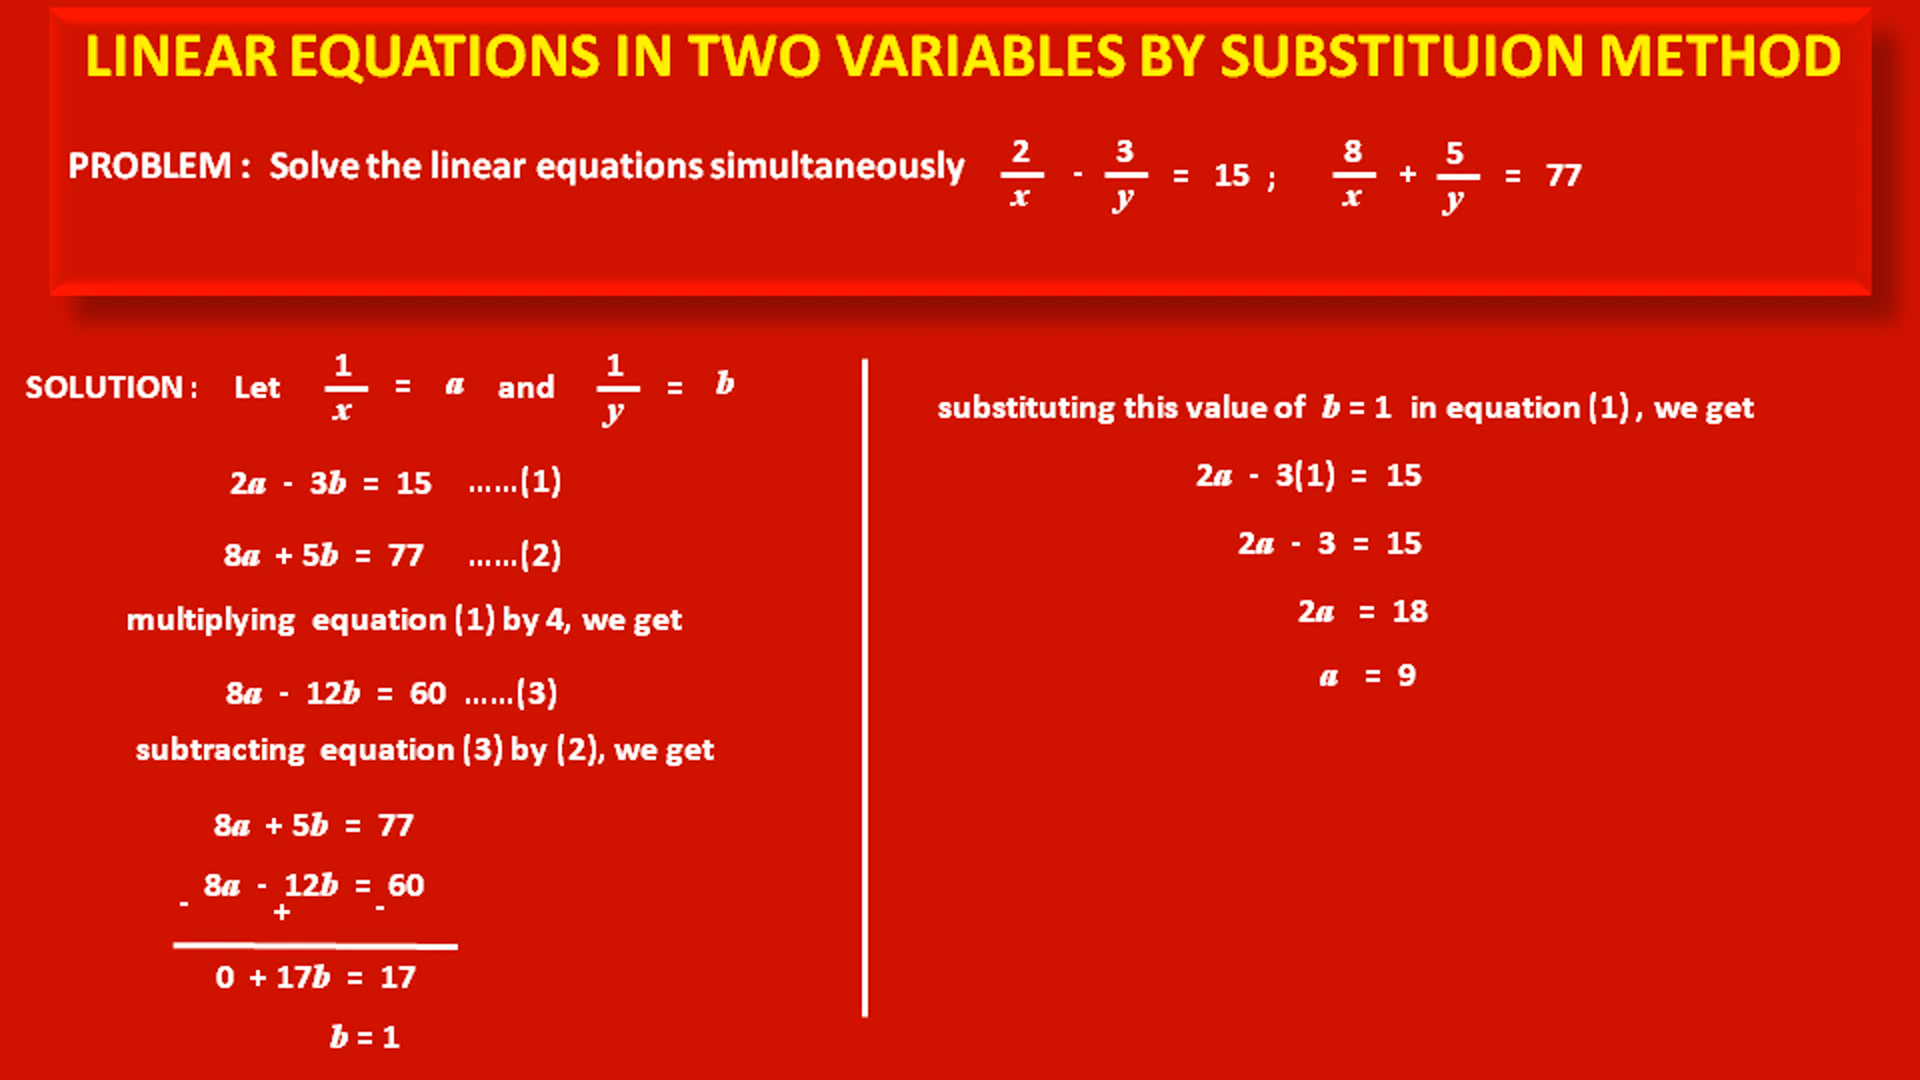 LINEAR EQUATIONS IN TWO VARIABLES BY SUBSTITUION METHOD
PROBLEM : Solve the linear equations simultaneously 2/x - 3/y = 15 ; 8/x + 5/y = 77
SOLUTION : Let 1/x = a and 1/y = b
2a - 3b = 15 ......(1)
8a + 5b = 77 ......(2)
multiplying equation (1) by 4, we get
8a - 12b = 60 ......(3)
subtracting equation (3) by (2), we get
8a + 5b = 77
8a - 12b = 60
- + -
0 + 17b = 17
b = 1
substituting this value of b = 1 in equation (1) , we get
2a - 3(1) = 15
2a - 3 = 15
2a = 18
a = 9